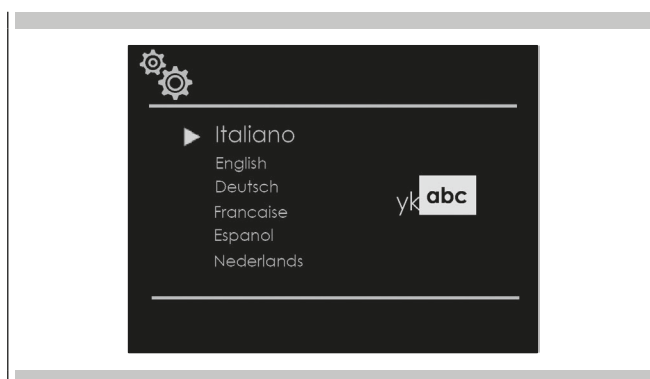 Italiano
English
Deutsch
Francaise
Espanol
Nederlands
yk abc